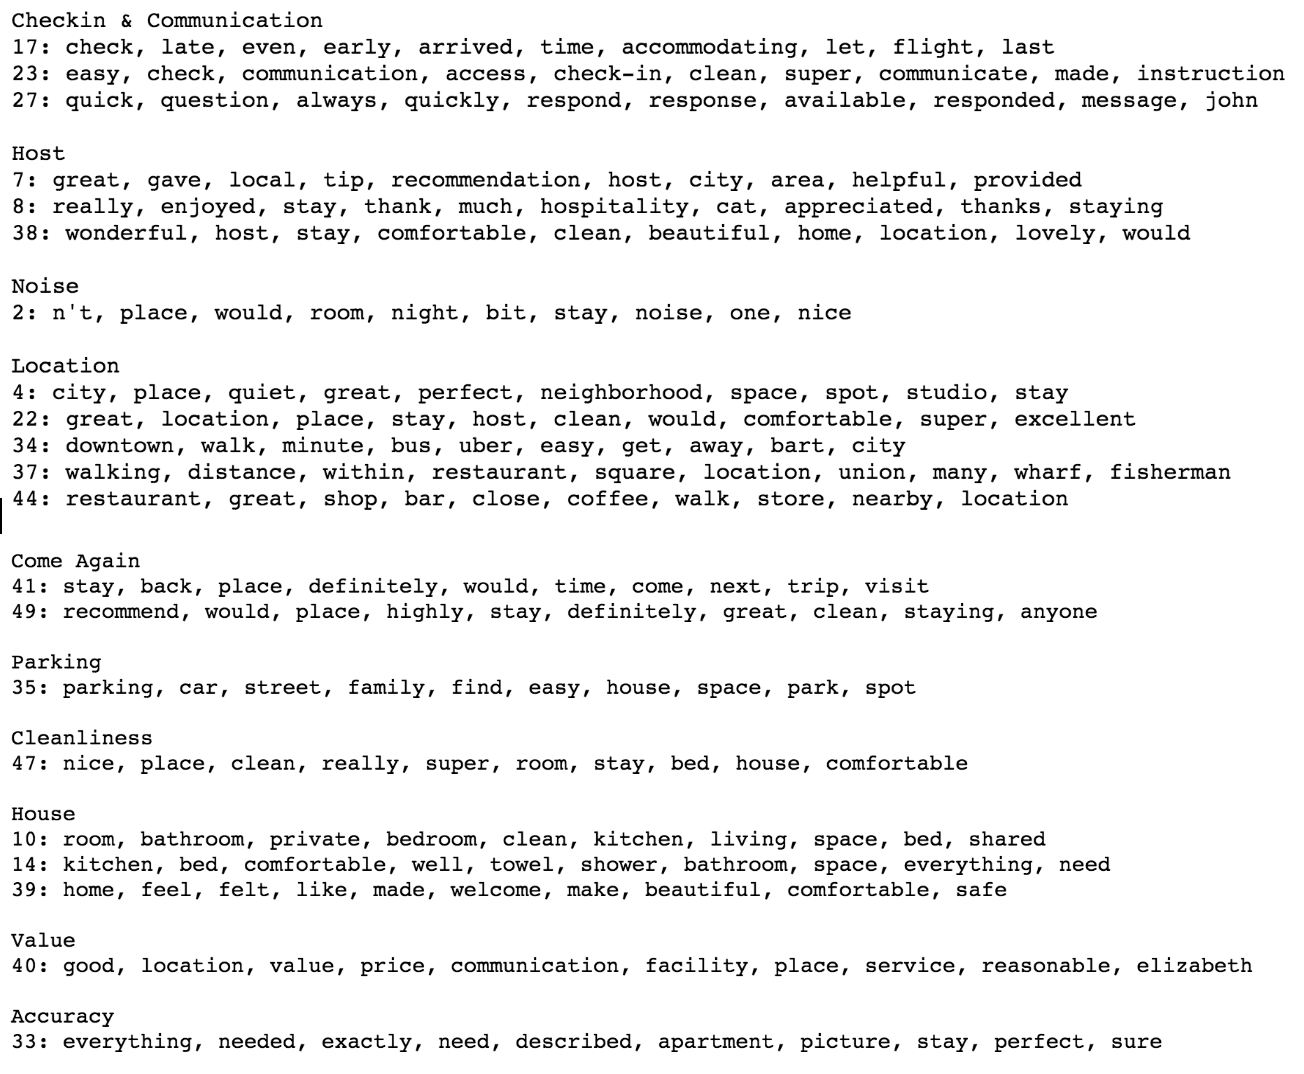 Checkin & Communication
17: check, late, even, early, arrived, time, accommodating, let, flight, last
23: easy, check, communication, access, check-in, clean, super, communicate, made, instruction
27: quick, question, always, quickly, respond, response, available, responded, message, john
Host
7: great, gave, local, tip, recommendation, host, city, area, helpful, provided
8: really, enjoyed, stay, thank, much, hospitality, cat, appreciated, thanks, staying
38: wonderful, host, stay, comfortable, clean, beautiful, home, location, lovely, would
Noise
2: n't, place, would, room, night, bit, stay, noise, one, nice
Location
4: city, place, quiet, great, perfect, neighborhood, space, spot, studio, stay
22: great, location, place, stay, host, clean, would, comfortable, super, excellent
34: downtown, walk, minute, bus, uber, easy, get, away, bart, city
37: walking, distance, within, restaurant, square, location, union, many, wharf, fisherman
44: restaurant, great, shop, bar, close, coffee, walk, store, nearby, location
Come Again
41: stay, back, place, definitely, would, time, come, next, trip, visit
49: recommend, would, place, highly, stay, definitely, great, clean, staying, anyone
Parking
35: parking, car, street, family, find, easy, house, space, park, spot
Cleanliness
47: nice, place, clean, really, super, room, stay, bed, house, comfortable
House
10: room, bathroom, private, bedroom, clean, kitchen, living, space, bed, shared
14: kitchen, bed, comfortable, well, towel, shower, bathroom, space, everything, need
39: home, feel, felt, like, made, welcome, make, beautiful, comfortable, safe
Value
40: good, location, value, price, communication, facility, place, service, reasonable, elizabeth
Accuracy
33: everything, needed, exactly, need, described, apartment, picture, stay, perfect, sure